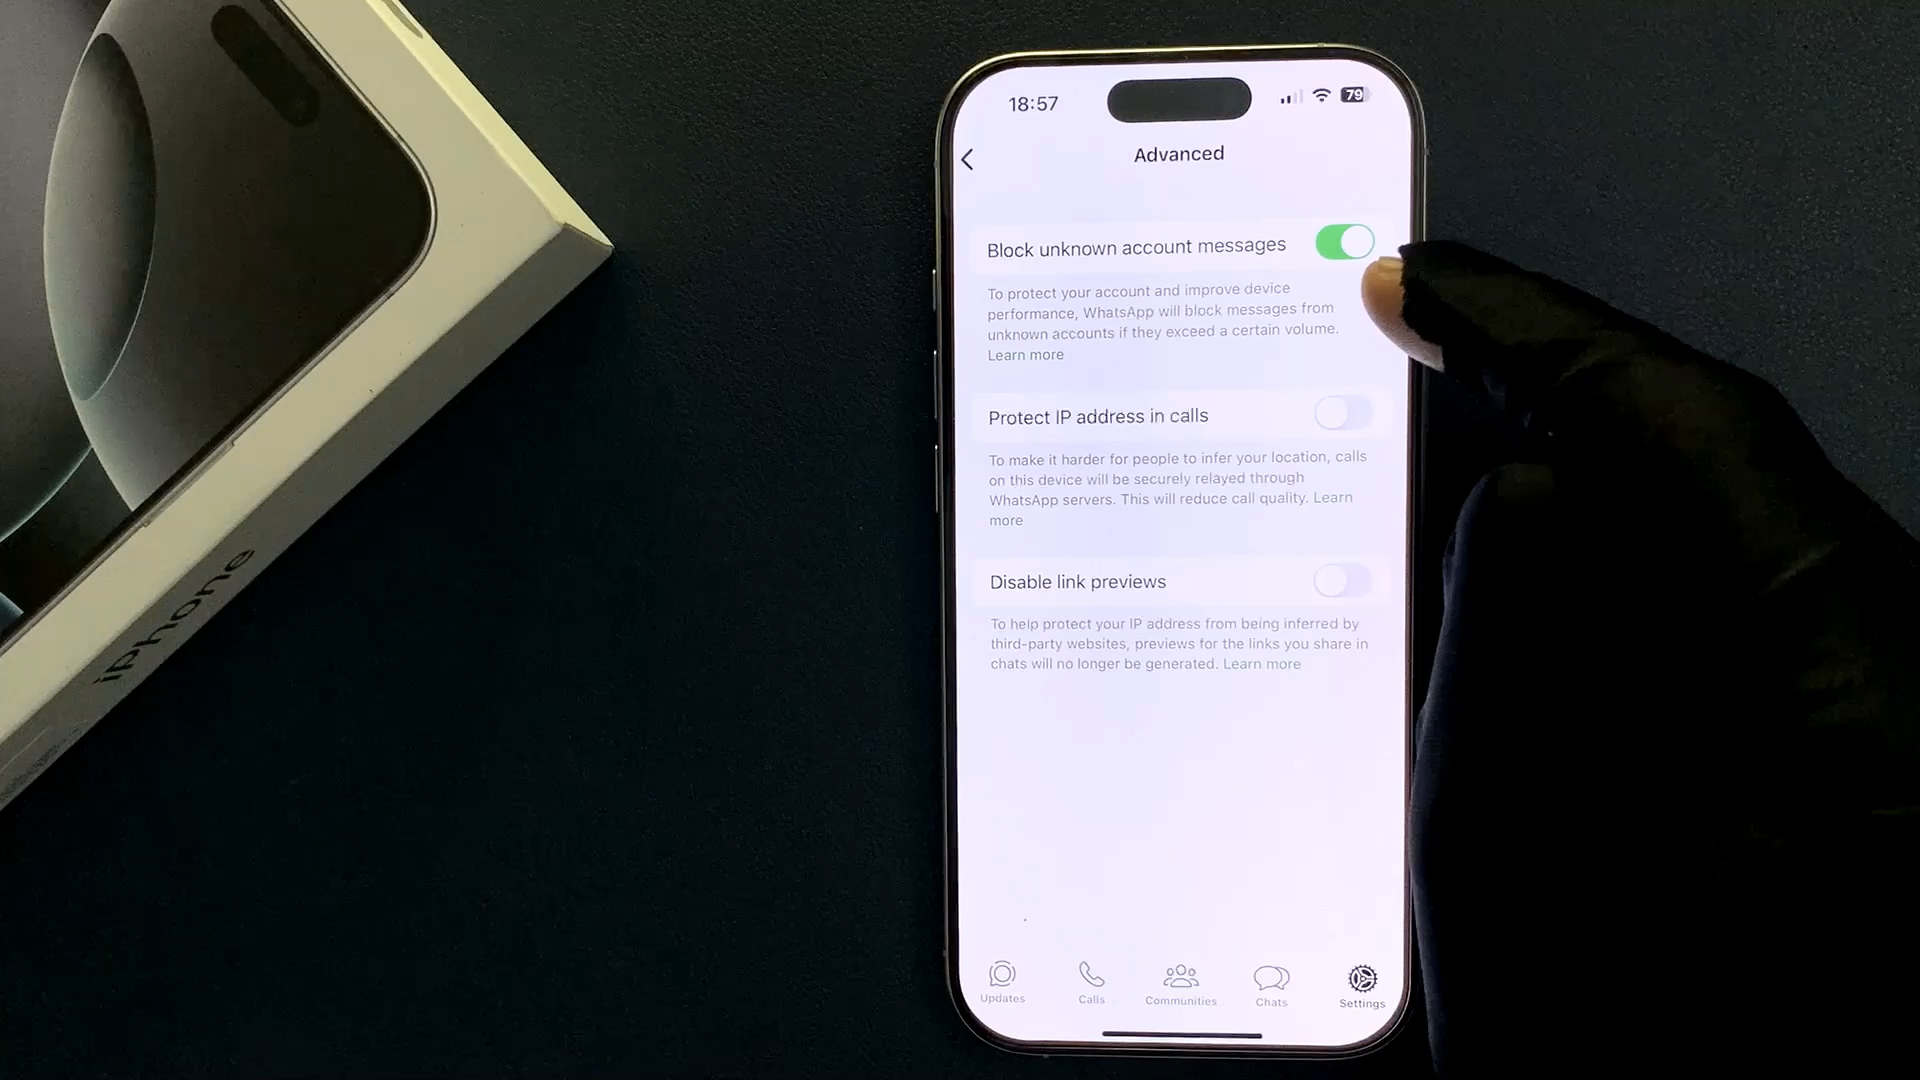 18:57
79
Advanced
Block unknown account messages
To protect your account and improve device
performance, WhatsApp will block messages from
unknown accounts if they exceed a certain volume.
Learn more
Protect IP address in calls
To make it harder for people to infer your location, calls
on this device will be securely relayed through
WhatsApp servers. This will reduce call quality. Learn
more
Disable link previews
To help protect your IP address from being inferred by
third-party websites, previews for the links you share in
chats will no longer be generated. Learn more
Updates
Calls
Communities
Chats
Settings
iPhone